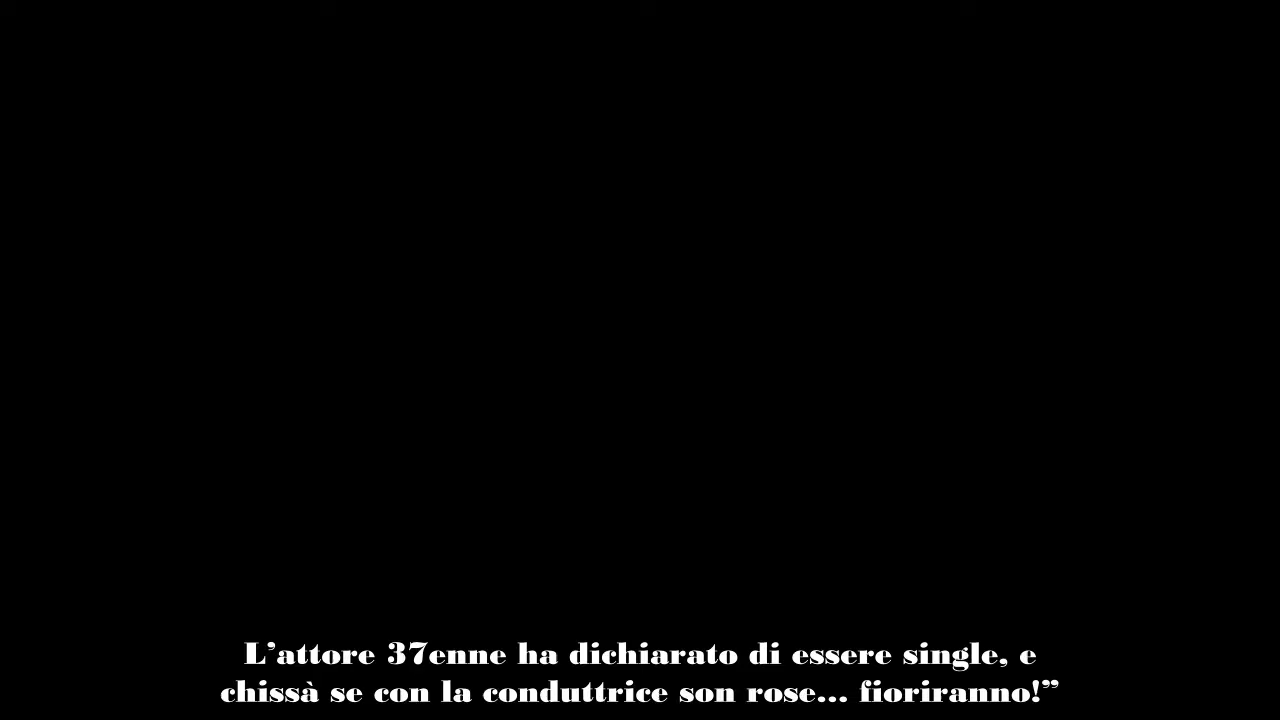 L’attore 37enne ha dichiarato di essere single, e
chissà se con la conduttrice son rose... fioriranno!”